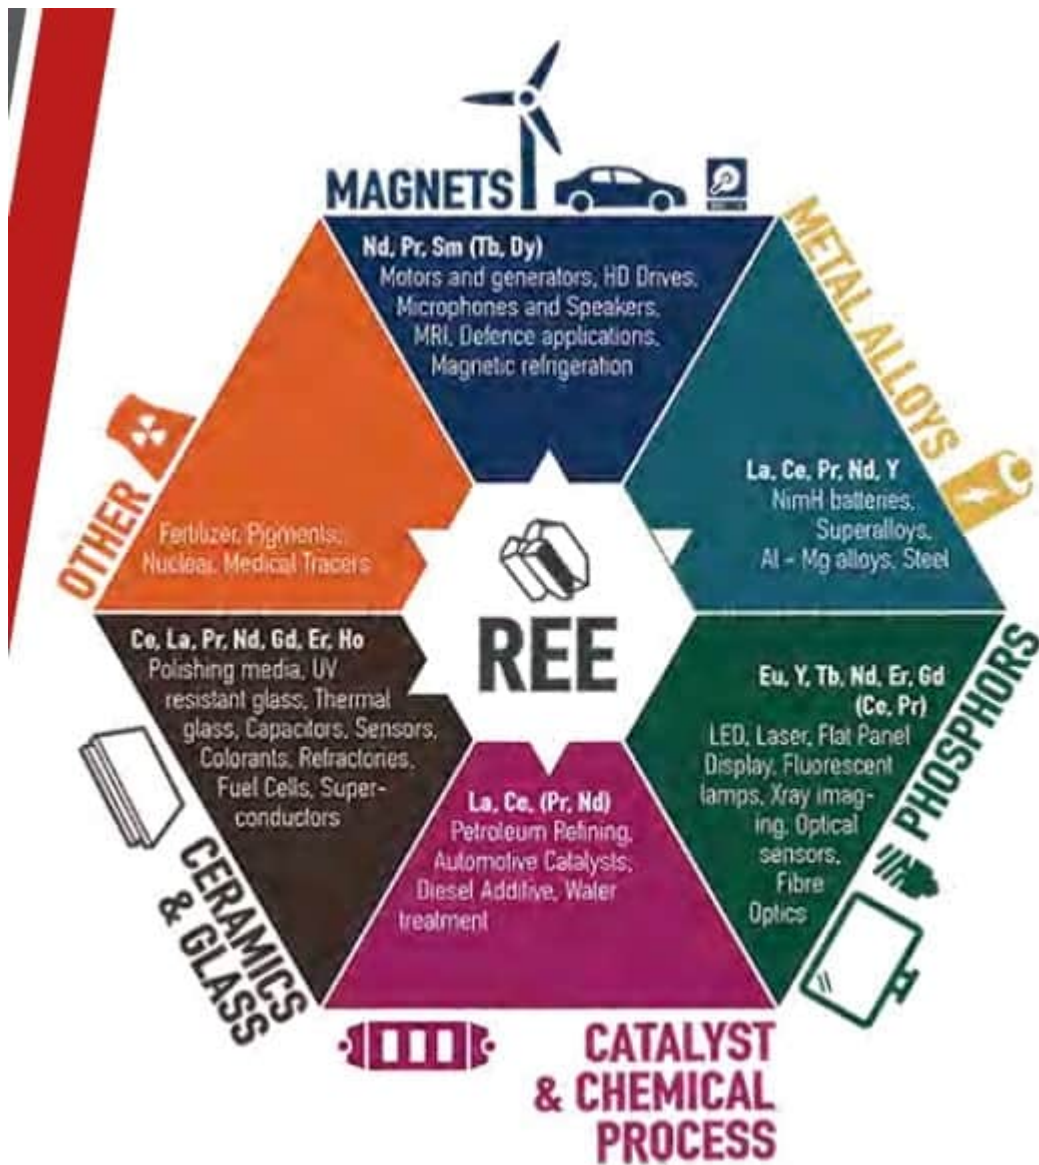 MAGNETS
Nd, Pr, Sm (Tb, Dy)
Motors and generators, HD Drives,
Microphones and Speakers,
MRI, Defence applications,
Magnetic refrigeration
METAL ALLOYS
La, Ce, Pr, Nd, Y
NimH batteries,
Superalloys,
Al - Mg alloys, Steel
PHOSPHORS
Eu, Y, Tb, Nd, Er, Gd
(Ce, Pr)
LED, Laser, Flat Panel
Display, Fluorescent
lamps, Xray imag-
ing, Optical
sensors,
Fibre
Optics
CATALYST
& CHEMICAL
PROCESS
La, Ce, (Pr, Nd)
Petroleum Refining,
Automotive Catalysts,
Diesel Additive, Water
treatment
CERAMICS
& GLASS
Ce, La, Pr, Nd, Gd, Er, Ho
Polishing media, UV
resistant glass, Thermal
glass, Capacitors, Sensors,
Colorants, Refractories,
Fuel Cells, Super-
conductors
OTHER
Fertilizer, Pigments,
Nuclear, Medical Tracers
REE